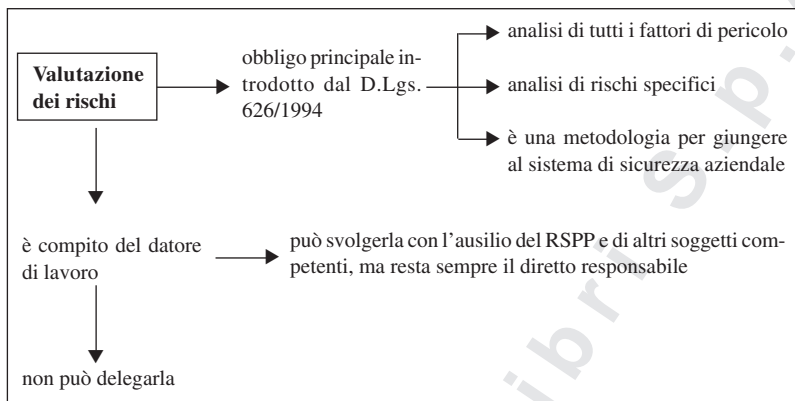 analisi di tutti i fattori di pericolo
Valutazione
dei rischi
obbligo principale in-
trodotto dal D.Lgs.
626/1994
analisi di rischi specifici
è una metodologia per giungere
al sistema di sicurezza aziendale
è compito del datore
di lavoro
può svolgerla con l'ausilio del RSPP e di altri soggetti com-
petenti, ma resta sempre il diretto responsabile
non può delegarla
ibri S.p.